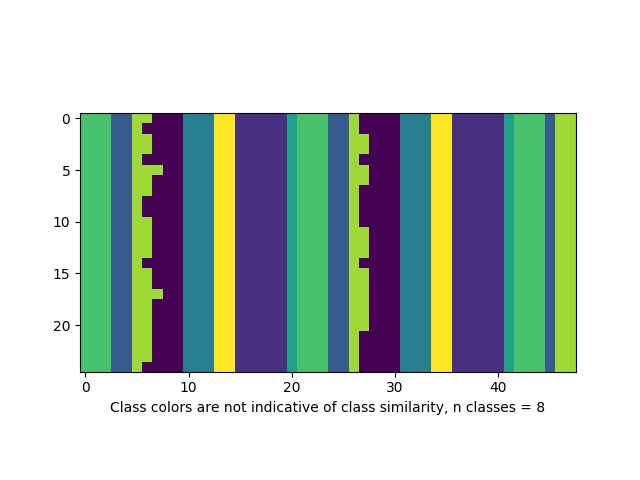 0
5
10
15
20
0 10 20 30 40
Class colors are not indicative of class similarity, n classes = 8